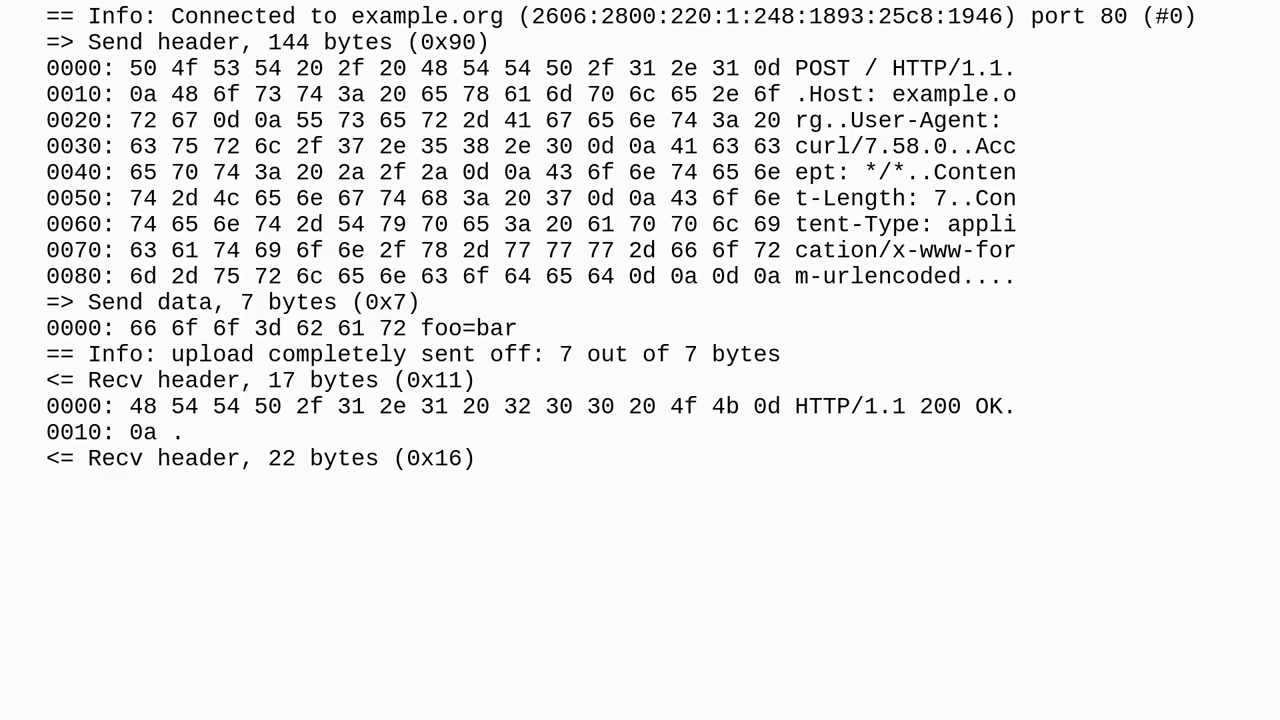 == Info: Connected to example.org (2606:2800:220:1:248:1893:25c8:1946) port 80 (#0)
=> Send header, 144 bytes (0x90)
0000: 50 4f 53 54 20 2f 20 48 54 54 50 2f 31 2e 31 0d POST / HTTP/1.1.
0010: 0a 48 6f 73 74 3a 20 65 78 61 6d 70 6c 65 2e 6f .Host: example.o
0020: 72 67 0d 0a 55 73 65 72 2d 41 67 65 6e 74 3a 20 rg..User-Agent:
0030: 63 75 72 6c 2f 37 2e 35 38 2e 30 0d 0a 41 63 63 curl/7.58.0..Acc
0040: 65 70 74 3a 20 2a 2f 2a 0d 0a 43 6f 6e 74 65 6e ept: */*..Conten
0050: 74 2d 4c 65 6e 67 74 68 3a 20 37 0d 0a 43 6f 6e t-Length: 7..Con
0060: 74 65 6e 74 2d 54 79 70 65 3a 20 61 70 70 6c 69 tent-Type: appli
0070: 63 61 74 69 6f 6e 2f 78 2d 77 77 77 2d 66 6f 72 cation/x-www-for
0080: 6d 2d 75 72 6c 65 6e 63 6f 64 65 64 0d 0a 0d 0a m-urlencoded....
=> Send data, 7 bytes (0x7)
0000: 66 6f 6f 3d 62 61 72 foo=bar
== Info: upload completely sent off: 7 out of 7 bytes
<= Recv header, 17 bytes (0x11)
0000: 48 54 54 50 2f 31 2e 31 20 32 30 30 20 4f 4b 0d HTTP/1.1 200 OK.
0010: 0a .
<= Recv header, 22 bytes (0x16)